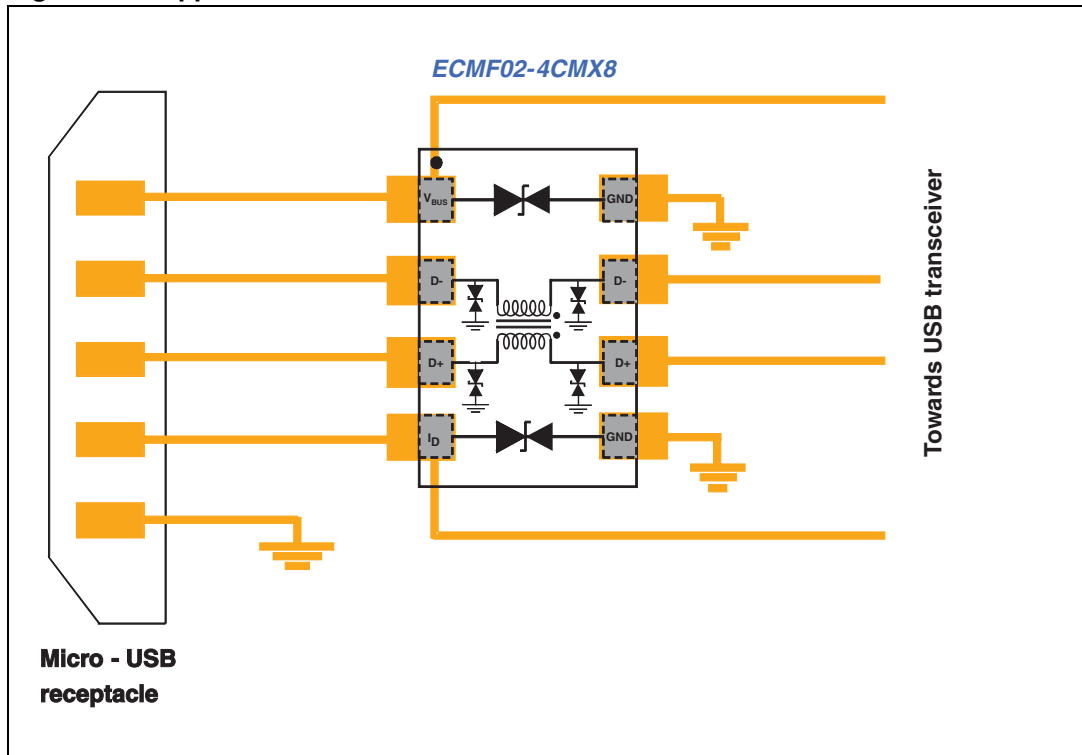 ECMF02-4CMX8
VBUS
GND
D-
D-
D+
D+
ID
GND
Towards USB transceiver
Micro - USB
receptacle